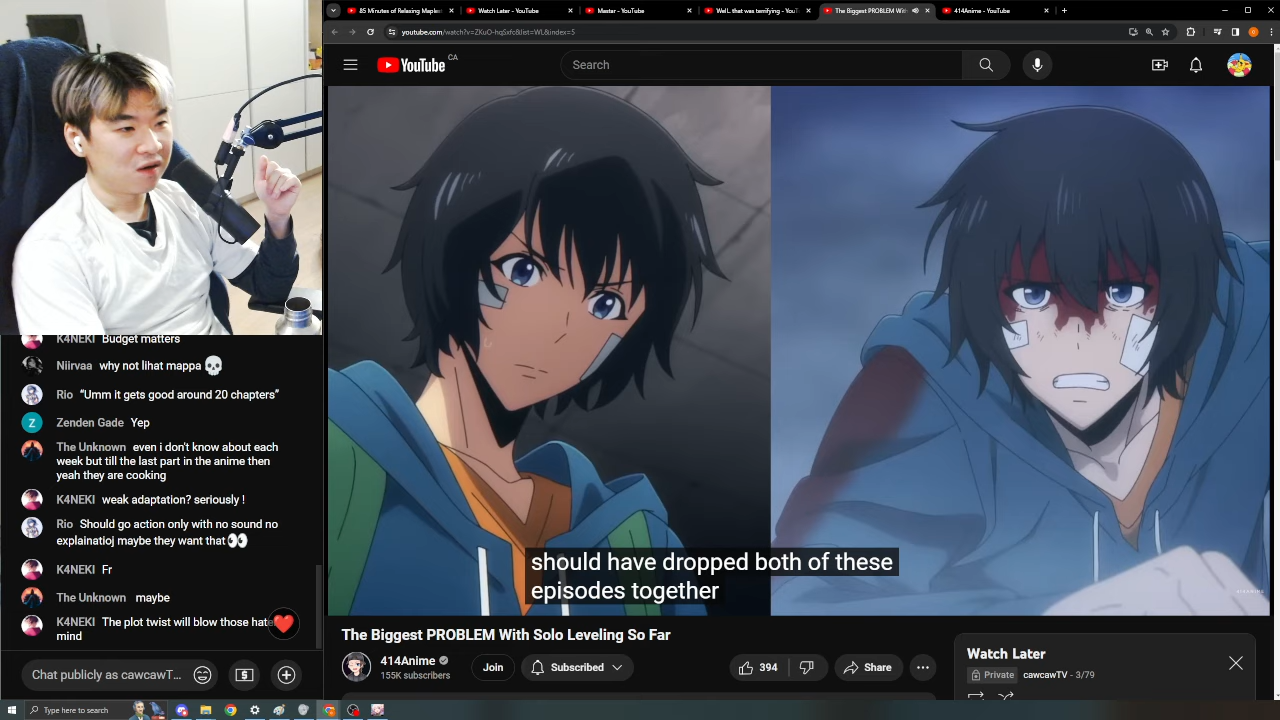 85 Minutes of Relaxing Maples
Watch Later - YouTube
Master - YouTube
Well.. that was terrifying - YouT
The Biggest PROBLEM With
414Anime - YouTube
youtube.com/watch?v=ZKuO-hqSxfc&list=WL&index=5
YouTube CA
Search
K4NEKI Budget matters
Niirvaa why not lihat mappa
Rio "Umm it gets good around 20 chapters"
Z
Zenden Gade Yep
The Unknown even i don't know about each
week but till the last part in the anime then
yeah they are cooking
K4NEKI weak adaptation? seriously !
Rio Should go action only with no sound no
explainatioj maybe they want that
K4NEKI Fr
The Unknown maybe
K4NEKI The plot twist will blow those hate
mind
Chat publicly as cawcawT...
should have dropped both of these
episodes together
The Biggest PROBLEM With Solo Leveling So Far
414Anime
155K subscribers
Join
Subscribed
394
Share
Watch Later
Private cawcawTV - 3/79
Type here to search